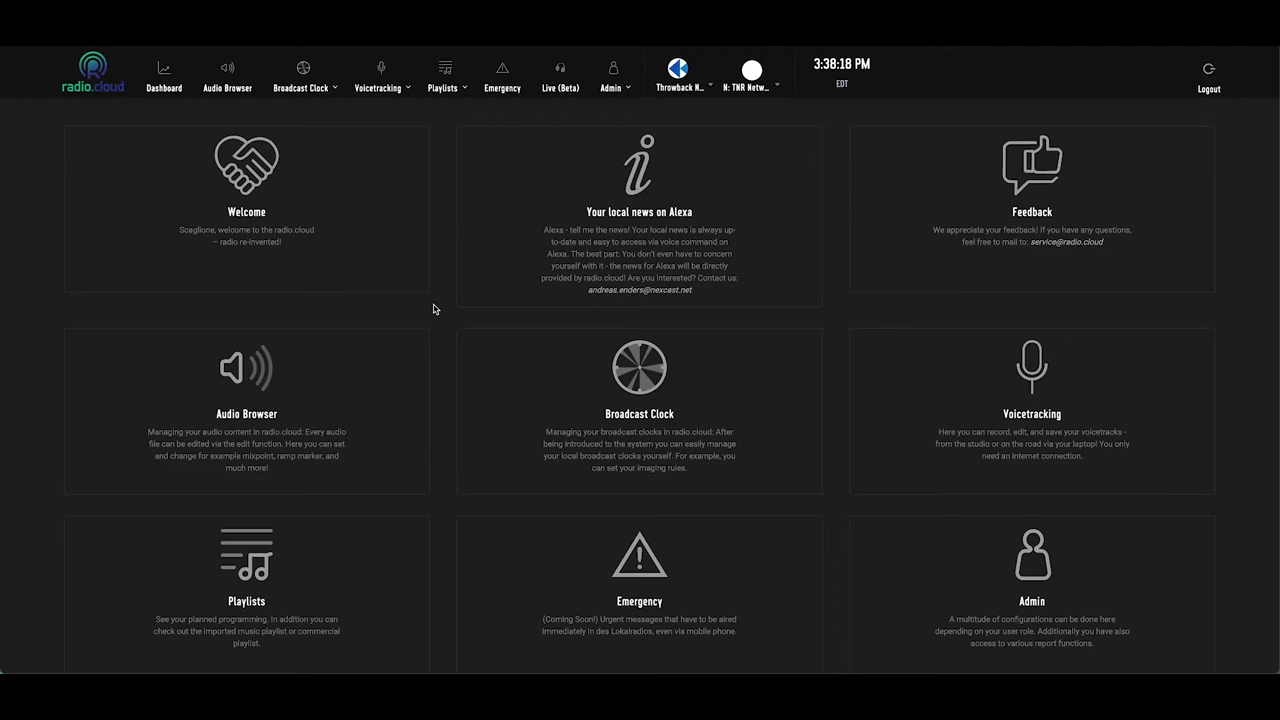 radio.cloud
Dashboard
Audio Browser
Broadcast Clock
Voicetracking
Playlists
Emergency
Live (Beta)
Admin
Throwback N...
N: TNR Netw...
3:38:18 PM
EDT
Logout
Welcome
Scaglione, welcome to the radio.cloud
– radio re-invented!
Your local news on Alexa
Alexa - tell me the news! Your local news is always up-
to-date and easy to access via voice command on
Alexa. The best part: You don't even have to concern
yourself with it - the news for Alexa will be directly
provided by radio.cloud! Are you interested? Contact us:
andreas.enders@nexcast.net
Feedback
We appreciate your feedback! If you have any questions,
feel free to mail to: service@radio.cloud
Audio Browser
Managing your audio content in radio.cloud: Every audio
file can be edited via the edit function. Here you can set
and change for example mixpoint, ramp marker, and
much more!
Broadcast Clock
Managing your broadcast clocks in radio.cloud: After
being introduced to the system you can easily manage
your local broadcast clocks yourself. For example, you
can set your imaging rules.
Voicetracking
Here you can record, edit, and save your voicetracks -
from the studio or on the road via your laptop! You only
need an Internet connection.
Playlists
See your planned programming. In addition you can
check out the imported music playlist or commercial
playlist.
Emergency
(Coming Soon!) Urgent messages that have to be aired
immediately in des Lokalradios, even via mobile phone.
Admin
A multitude of configurations can be done here
depending on your user role. Additionally you have also
access to various report functions.